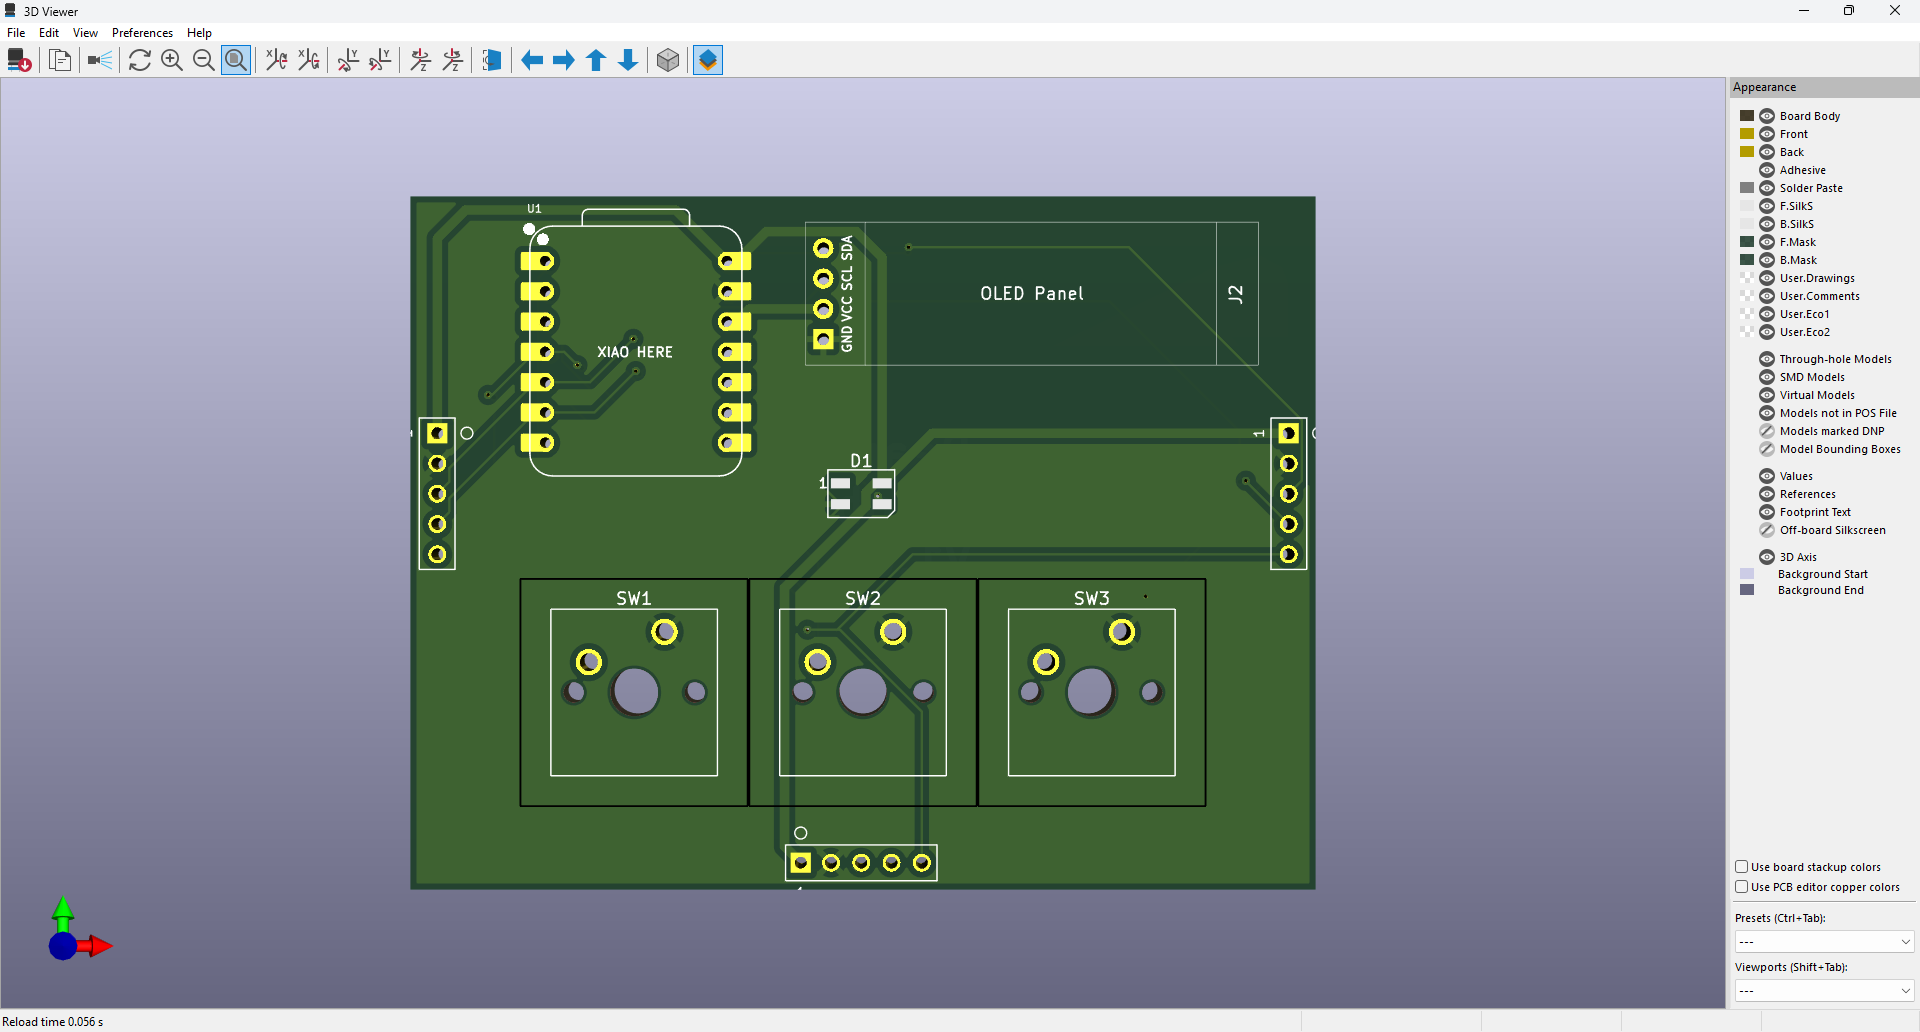 3D Viewer
File Edit View Preferences Help
Appearance
Board Body
Front
Back
Adhesive
Solder Paste
F.SilkS
B.SilkS
F.Mask
B.Mask
User.Drawings
User.Comments
User.Eco1
User.Eco2
Through-hole Models
SMD Models
Virtual Models
Models not in POS File
Models marked DNP
Model Bounding Boxes
Values
References
Footprint Text
Off-board Silkscreen
3D Axis
Background Start
Background End
Use board stackup colors
Use PCB editor copper colors
Presets (Ctrl+Tab):
---
Viewports (Shift+Tab):
---
U1
XIAO HERE
GND VCC SCL SDA
OLED Panel
J2
1
D1
1
SW1
SW2
SW3
Reload time 0.056 s